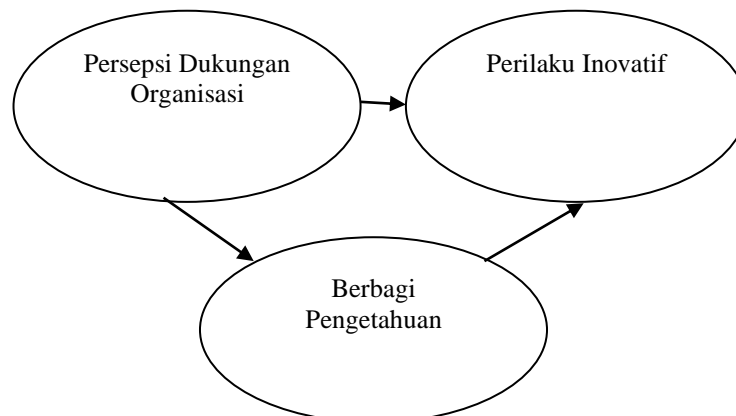 Persepsi Dukungan
Organisasi
Perilaku Inovatif
Berbagi
Pengetahuan